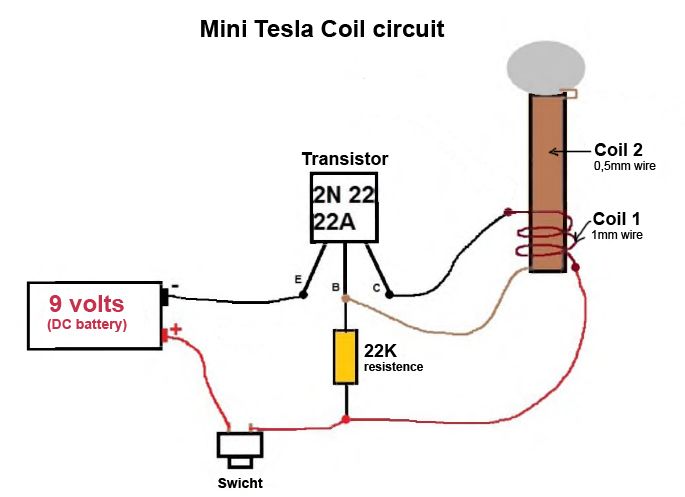 Mini Tesla Coil circuit
Transistor
2N 22
22A
E
B
C
Coil 2
0,5mm wire
Coil 1
1mm wire
-
9 volts
(DC battery)
+
22K
resistence
Swicht